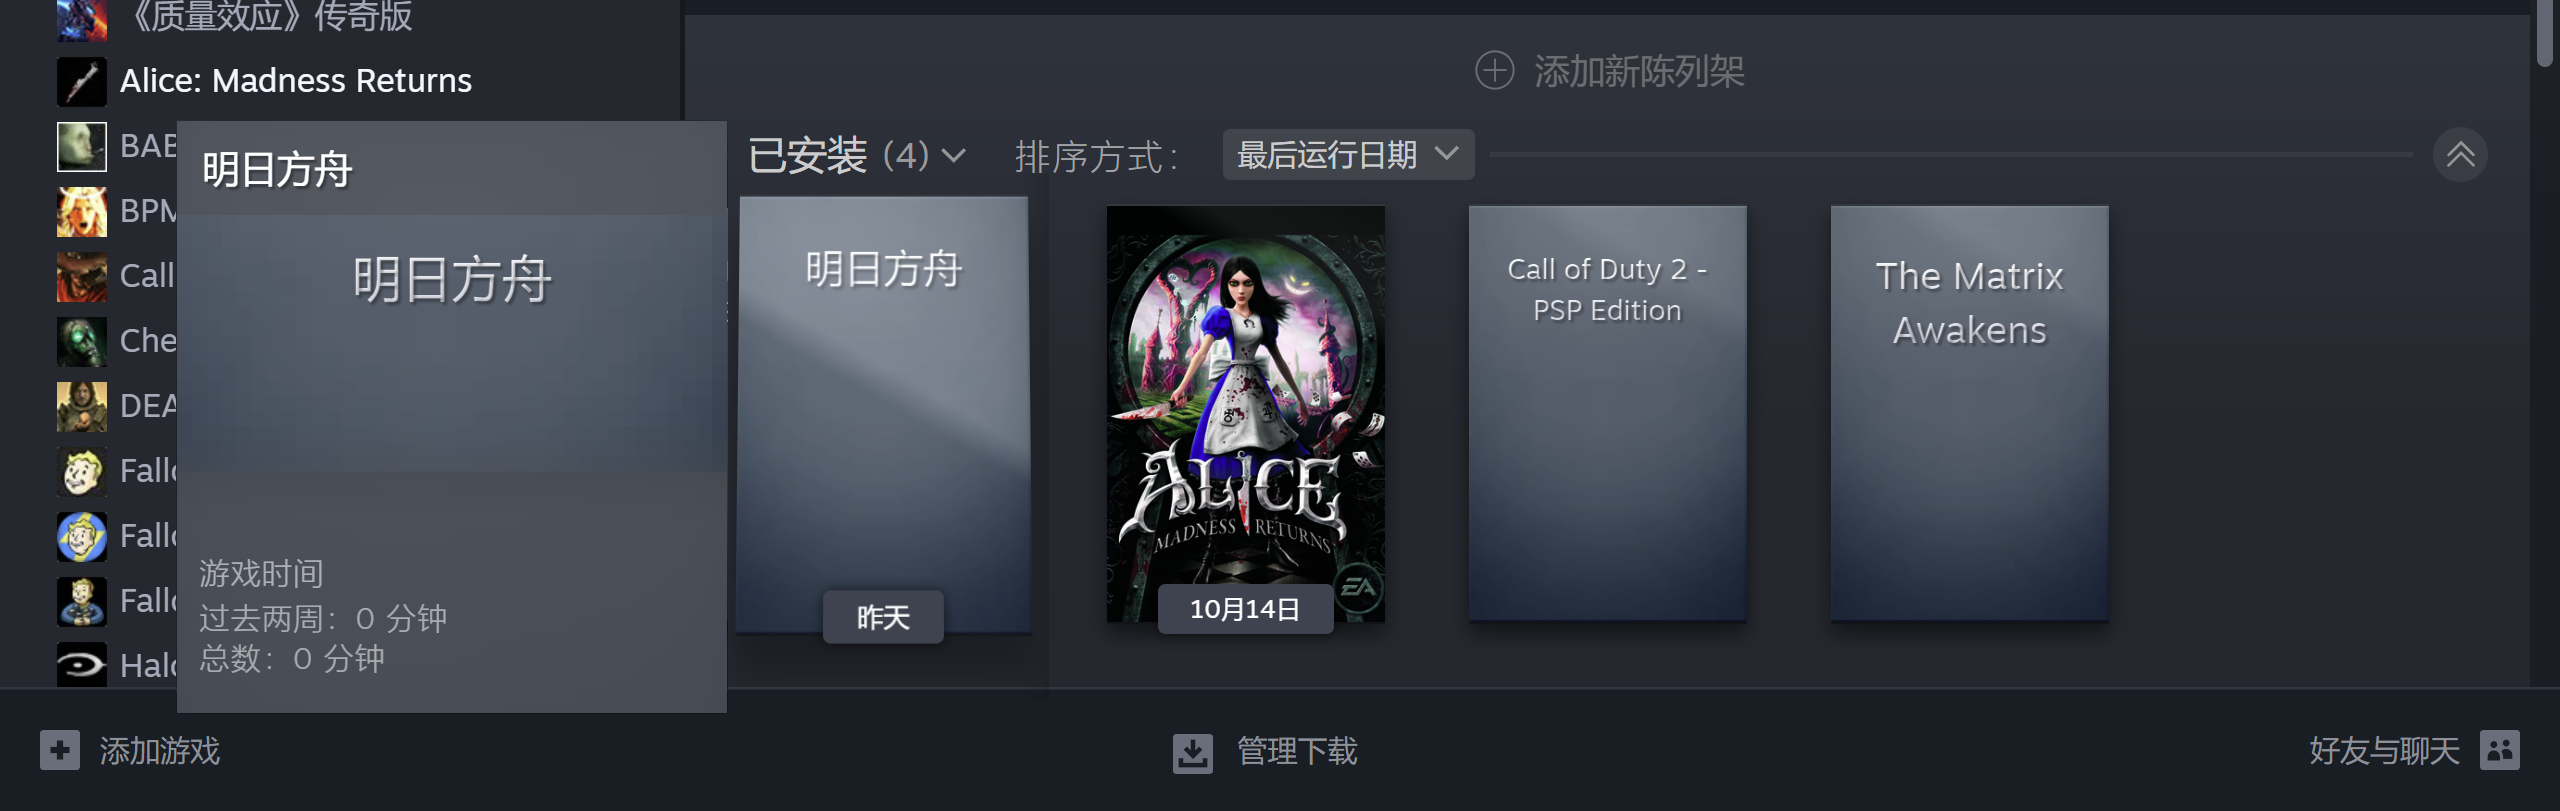 《质量效应》传奇版
Alice: Madness Returns
BAB
BPM
Call
Che
DEA
Fallo
Fallo
Fallo
Halo
明日方舟
明日方舟
游戏时间
过去两周：0 分钟
总数：0 分钟
添加新陈列架
已安装 (4)
排序方式：
最后运行日期
明日方舟
昨天
ALICE
MADNESS RETURNS
EA
10月14日
Call of Duty 2 -
PSP Edition
The Matrix
Awakens
添加游戏
管理下载
好友与聊天